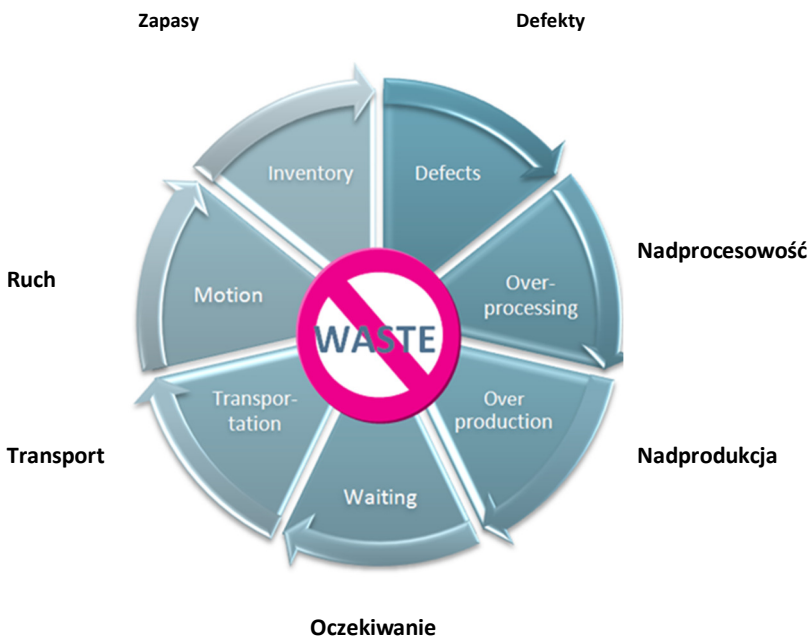 Zapasy
Defekty
Inventory
Defects
Nadprocesowość
Ruch
Motion
Over-
processing
WASTE
Transpor-
tation
Over
production
Transport
Nadprodukcja
Waiting
Oczekiwanie